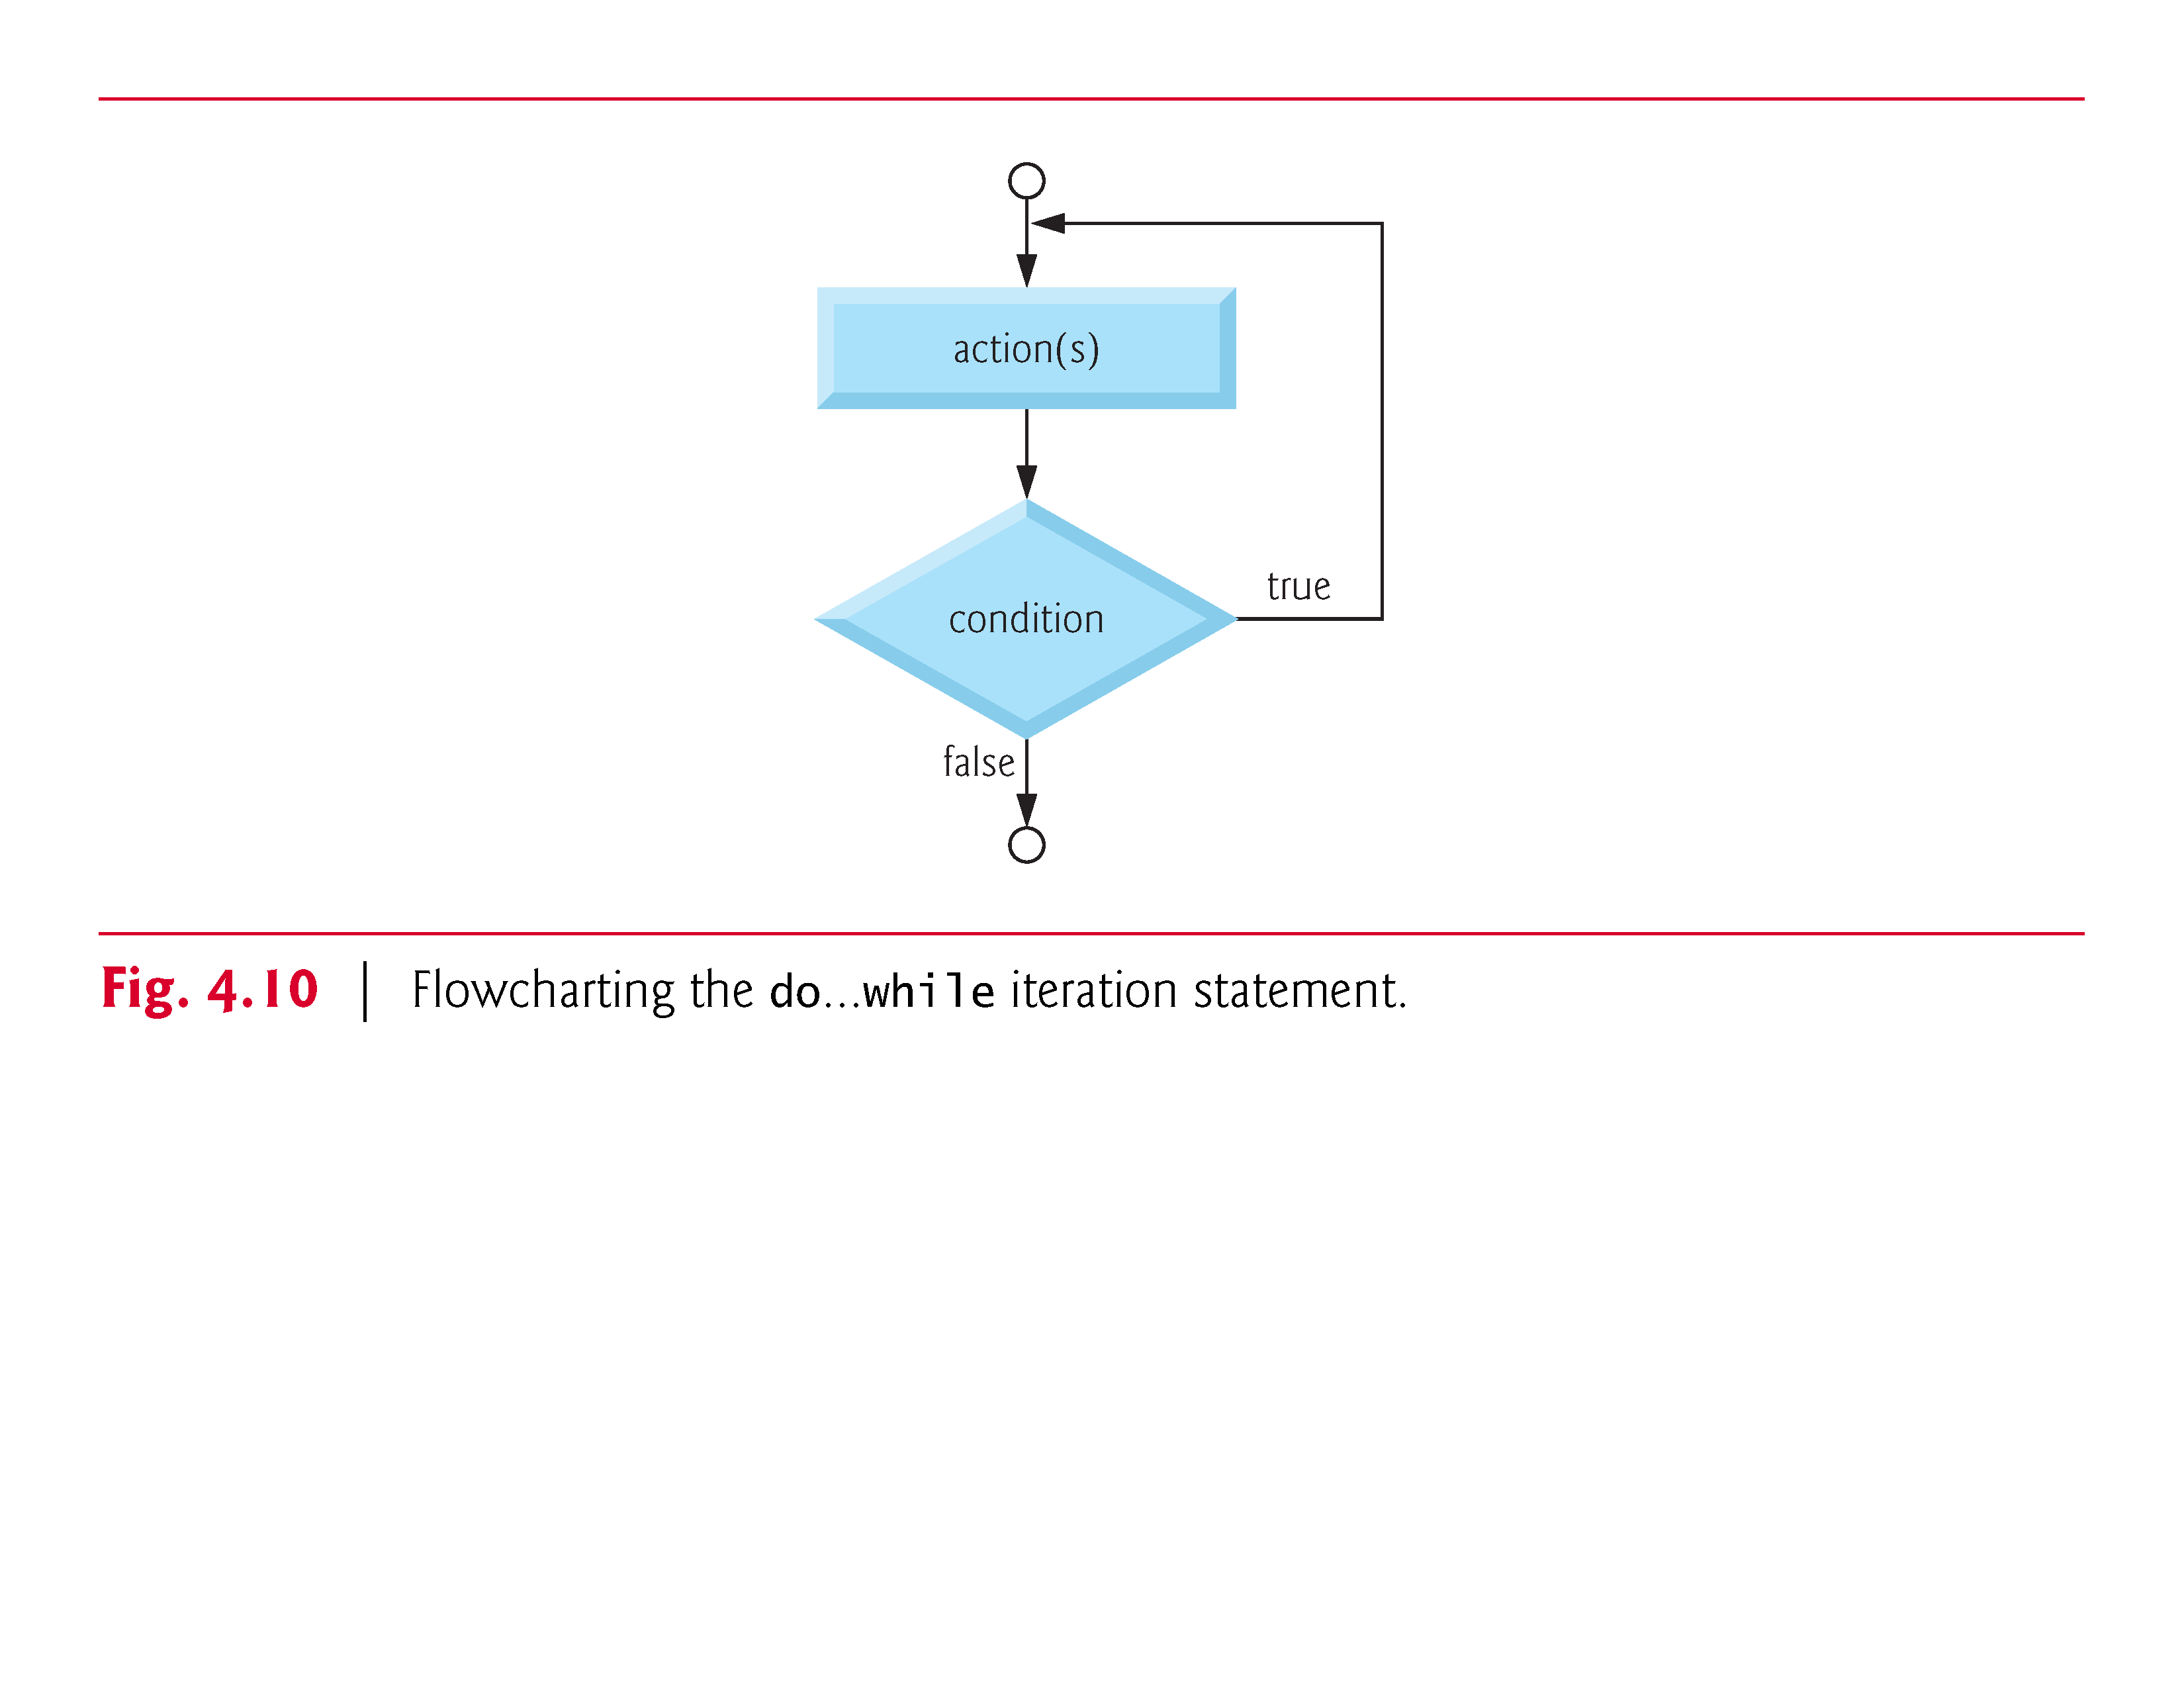 action(s)
condition
true
false
Fig. 4.10 | Flowcharting the do…while iteration statement.